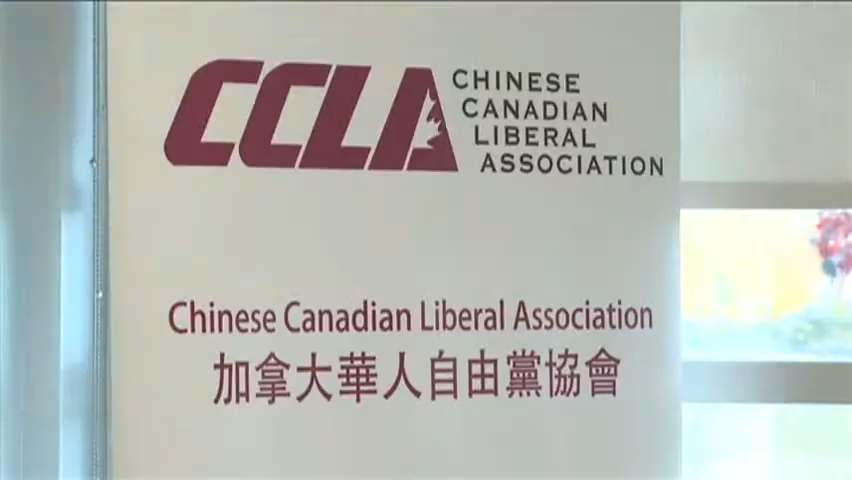 CCLA
CHINESE
CANADIAN
LIBERAL
ASSOCIATION
Chinese Canadian Liberal Association
加拿大華人自由黨協會